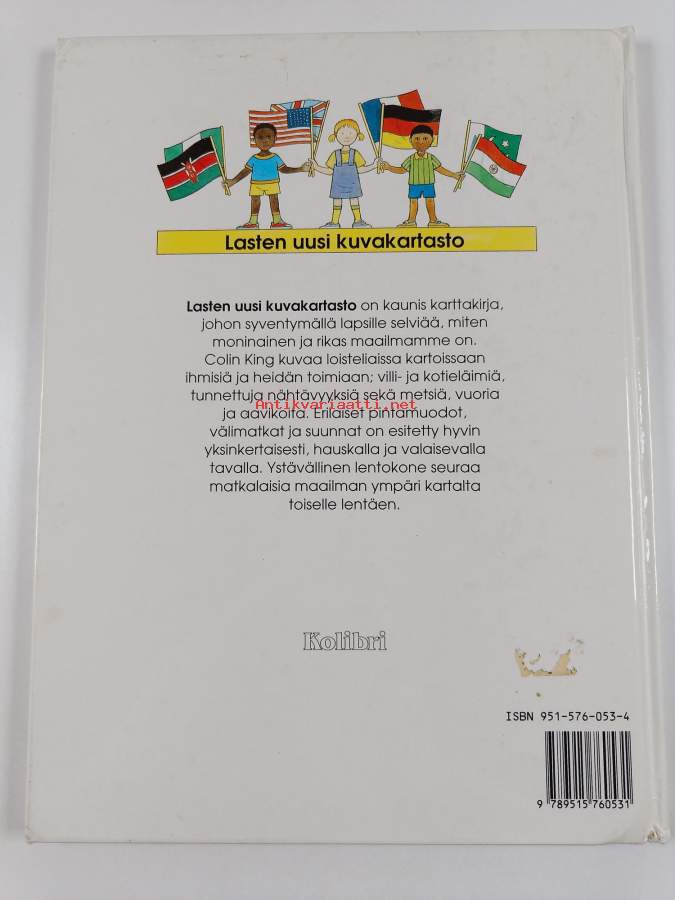 Lasten uusi kuvakartasto
Lasten uusi kuvakartasto on kaunis karttakirja,
johon syventymällä lapsille selviää, miten
moninainen ja rikas maailmamme on.
Colin King kuvaa loisteliaissa kartoissaan
ihmisiä ja heidän toimiaan; villi- ja kotieläimiä,
tunnettuja nähtävyyksiä sekä metsiä, vuoria
ja aavikoita. Erilaiset pintamuodot,
Antikvariaatti.net
välimatkat ja suunnat on esitetty hyvin
yksinkertaisesti, hauskalla ja valaisevalla
tavalla. Ystävällinen lentokone seuraa
matkalaisia maailman ympäri kartalta
toiselle lentäen.
Kolibri
ISBN 951-576-053-4
9 789515 760531